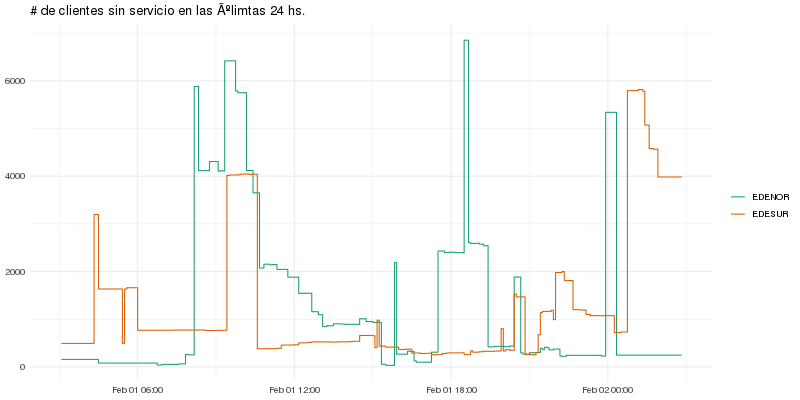 # de clientes sin servicio en las Ãºlimtas 24 hs.
6000
4000
2000
0
Feb 01 06:00
Feb 01 12:00
Feb 01 18:00
Feb 02 00:00
EDENOR
EDESUR